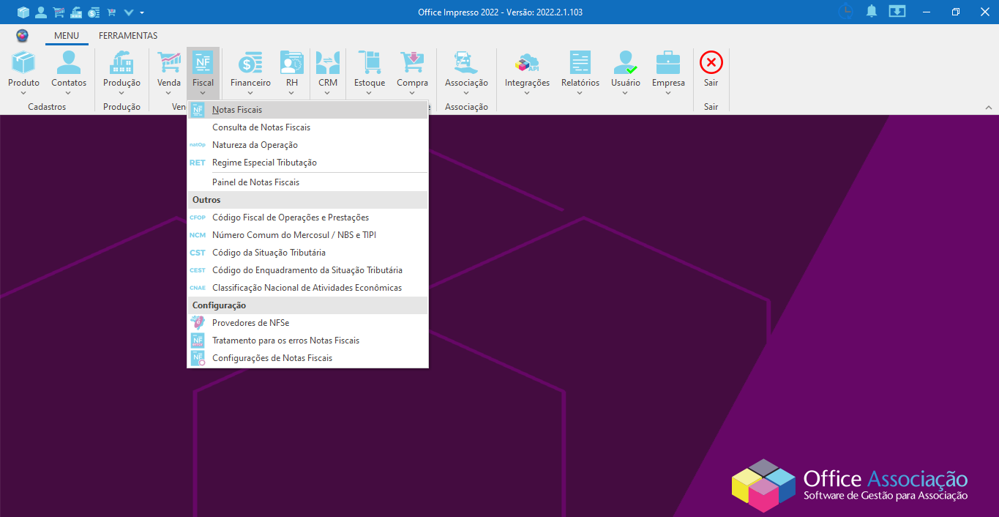 Office Impresso 2022 - Versão: 2022.2.1.103
MENU FERRAMENTAS
Produto Contatos Produção Venda Fiscal Financeiro RH CRM Estoque Compra Associação Integrações Relatórios Usuário Empresa Sair
Cadastros Produção Associação Sair
Notas Fiscais
Consulta de Notas Fiscais
natOp Natureza da Operação
RET Regime Especial Tributação
Painel de Notas Fiscais
Outros
CFOP Código Fiscal de Operações e Prestações
NCM Número Comum do Mercosul / NBS e TIPI
CST Código da Situação Tributária
CEST Código do Enquadramento da Situação Tributária
CNAE Classificação Nacional de Atividades Econômicas
Configuração
Provedores de NFSe
Tratamento para os erros Notas Fiscais
Configurações de Notas Fiscais
Office Associação
Software de Gestão para Associação